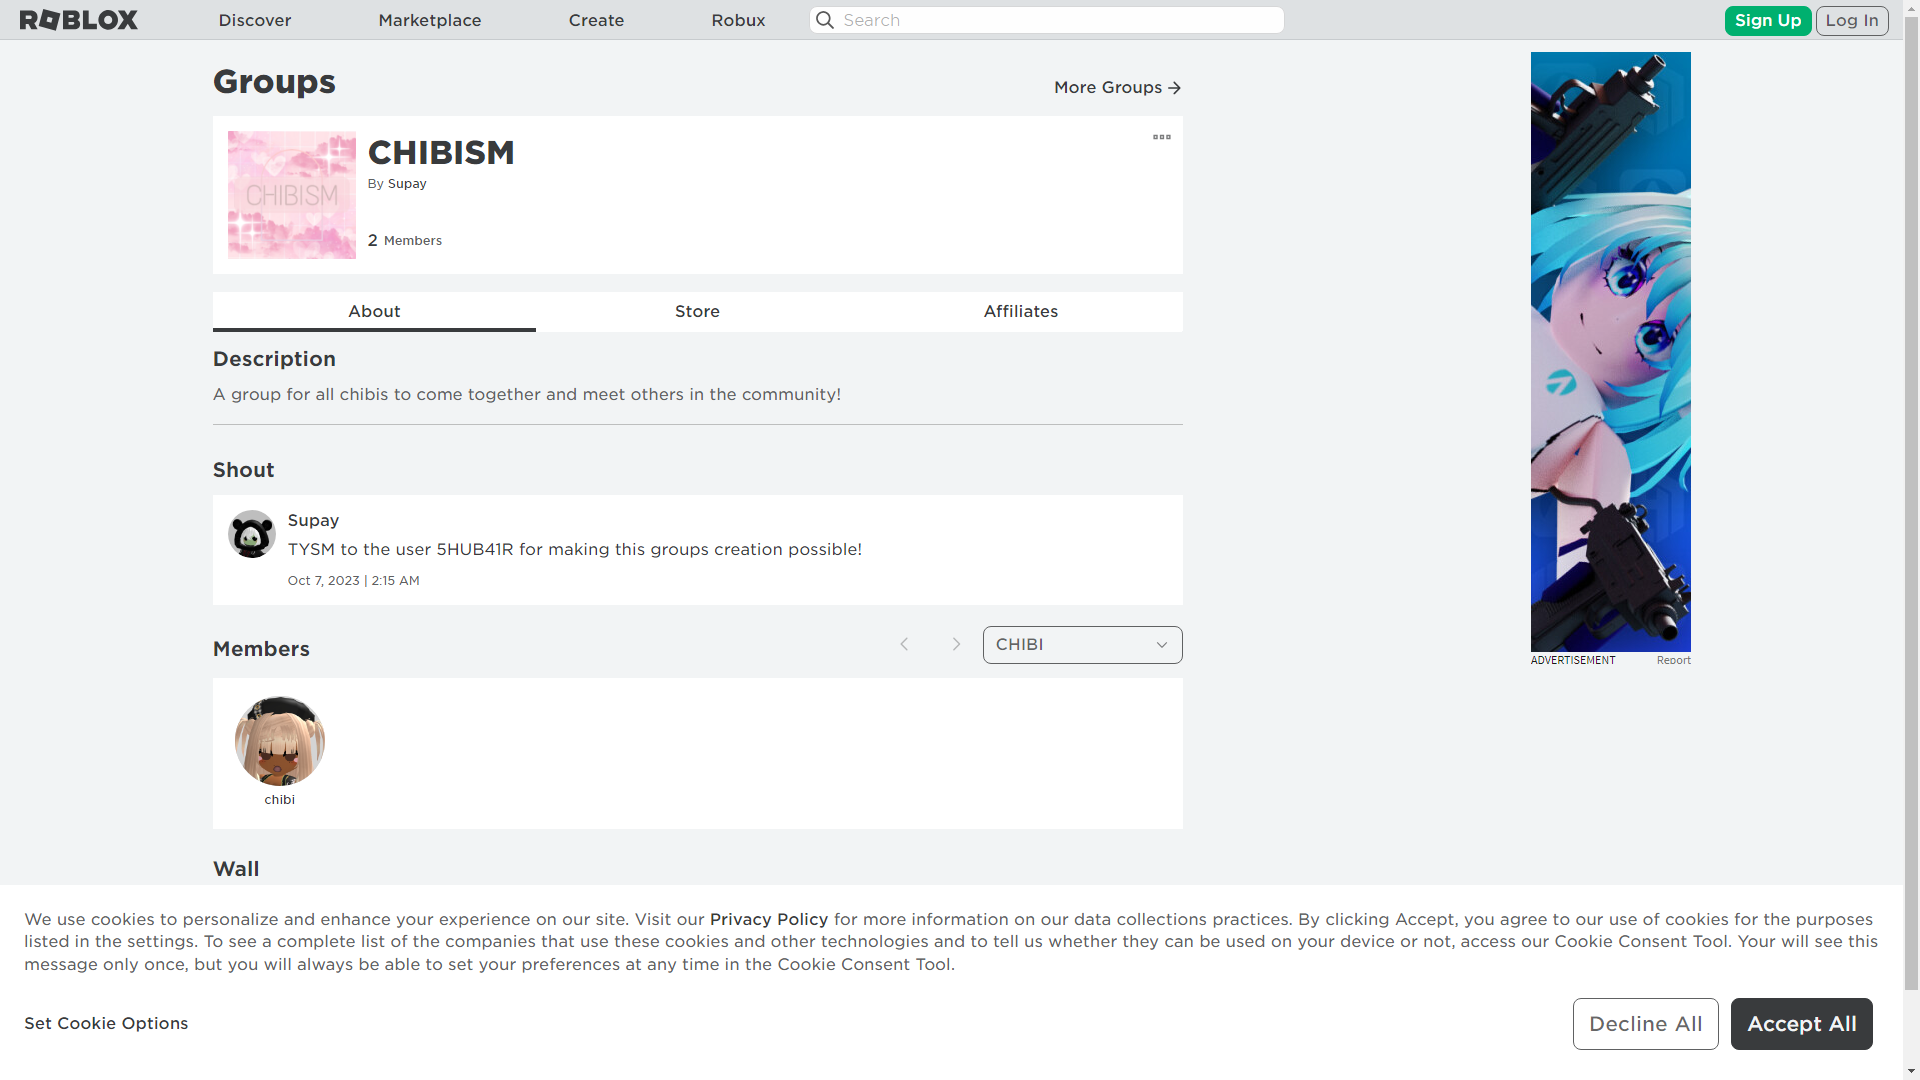 ROBLOX
Discover
Marketplace
Create
Robux
Search
Sign Up
Log In
Groups
More Groups
CHIBISM
CHIBISM
By Supay
2 Members
About
Store
Affiliates
Description
A group for all chibis to come together and meet others in the community!
Shout
Supay
TYSM to the user 5HUB41R for making this groups creation possible!
Oct 7, 2023 | 2:15 AM
Members
CHIBI
chibi
ADVERTISEMENT
Report
Wall
We use cookies to personalize and enhance your experience on our site. Visit our Privacy Policy for more information on our data collections practices. By clicking Accept, you agree to our use of cookies for the purposes
listed in the settings. To see a complete list of the companies that use these cookies and other technologies and to tell us whether they can be used on your device or not, access our Cookie Consent Tool. Your will see this
message only once, but you will always be able to set your preferences at any time in the Cookie Consent Tool.
Set Cookie Options
Decline All
Accept All